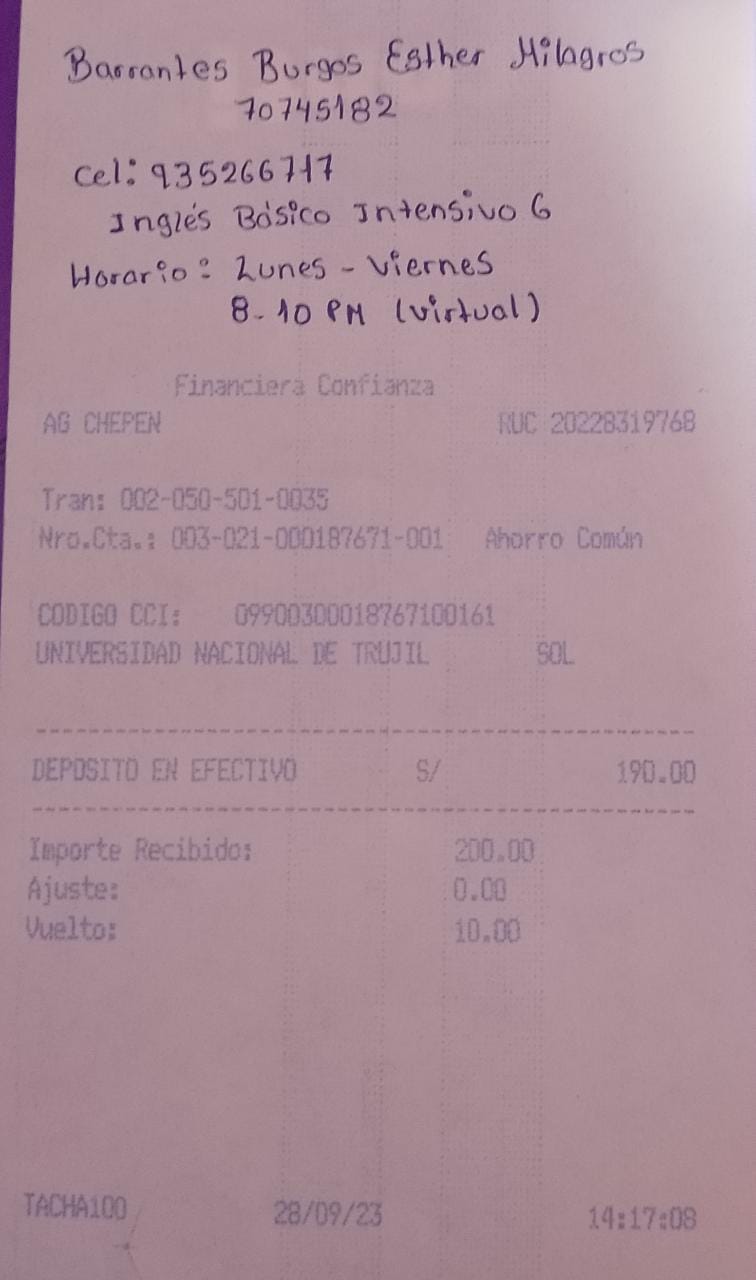 Barrantes Burgos Esther Milagros
70745182
Cel: 935266717
Inglés Básico Intensivo 6
Horario: Lunes - Viernes
8-10 PM (virtual)
Financiera Confianza
AG CHEPEN RUC 20228319768
Tran: 002-050-501-0035
Nro.Cta.: 003-021-000187671-001 Ahorro Común
CODIGO CCI: 09900300018767100161
UNIVERSIDAD NACIONAL DE TRUJIL SOL
DEPOSITO EN EFECTIVO S/ 190.00
Importe Recibido: 200.00
Ajuste: 0.00
Vuelto: 10.00
TACHA100 28/09/23 14:17:08